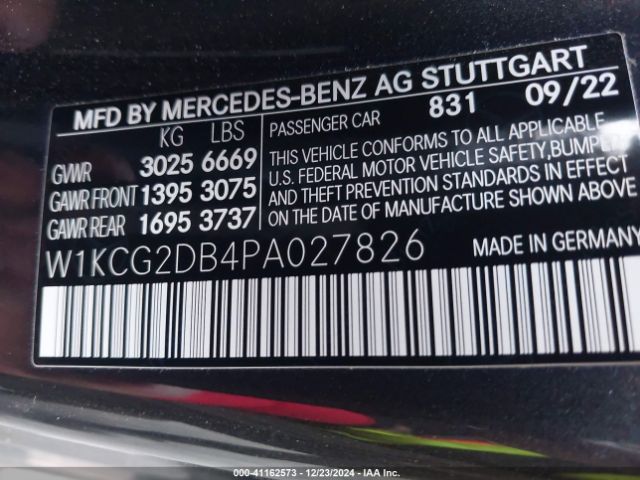 MFD BY MERCEDES-BENZ AG STUTTGART
KG LBS
GVWR 3025 6669
GAWR FRONT 1395 3075
GAWR REAR 1695 3737
PASSENGER CAR 831 09/22
THIS VEHICLE CONFORMS TO ALL APPLICABLE
U.S. FEDERAL MOTOR VEHICLE SAFETY, BUMPER
AND THEFT PREVENTION STANDARDS IN EFFECT
ON THE DATE OF MANUFACTURE SHOWN ABOVE
W1KCG2DB4PA027826
MADE IN GERMANY
000-41162573 - 12/23/2024 - IAA Inc.